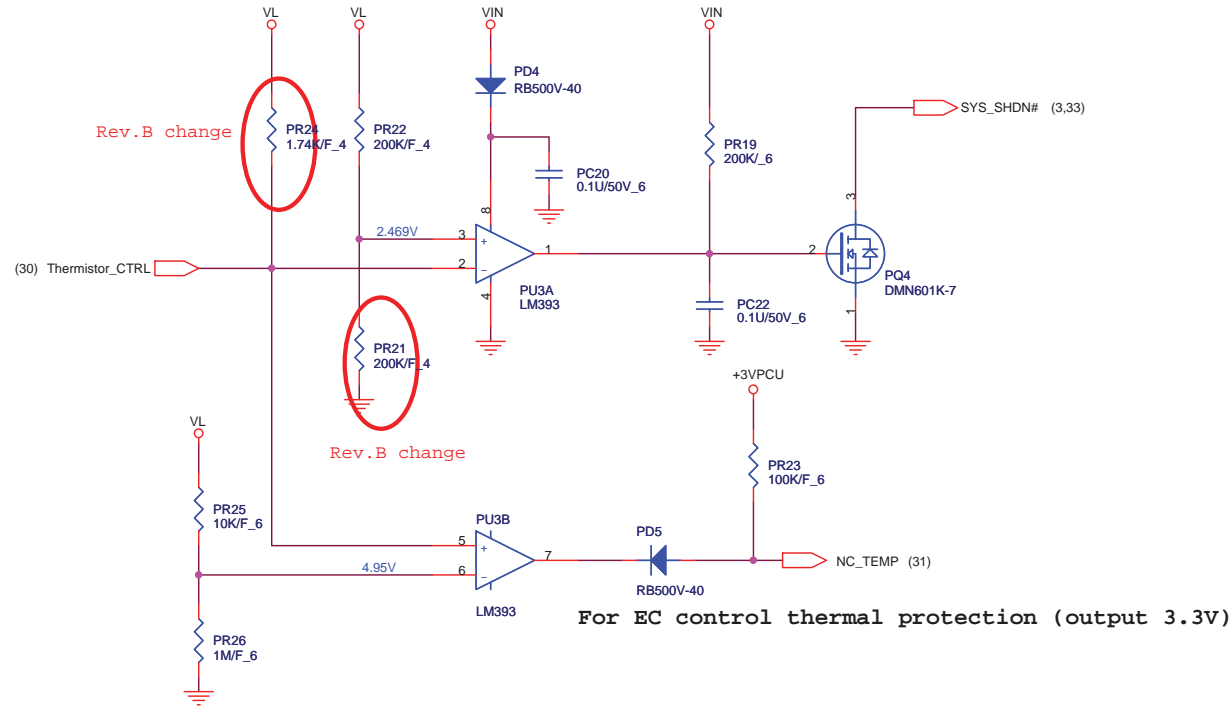 VL
VL
VIN
VIN
PD4
RB500V-40
SYS_SHDN# (3,33)
Rev.B change
PR24
1.74K/F_4
PR22
200K/F_4
PR19
200K/_6
PC20
0.1U/50V_6
3
8
2.469V
3
+
1
2
(30) Thermistor_CTRL
2
−
4
PU3A
LM393
PQ4
DMN601K-7
PC22
0.1U/50V_6
1
PR21
200K/F_4
+3VPCU
VL
Rev.B change
PR23
100K/F_6
PR25
10K/F_6
PU3B
PD5
5
+
7
NC_TEMP (31)
4.95V
6
−
RB500V-40
LM393
For EC control thermal protection (output 3.3V)
PR26
1M/F_6